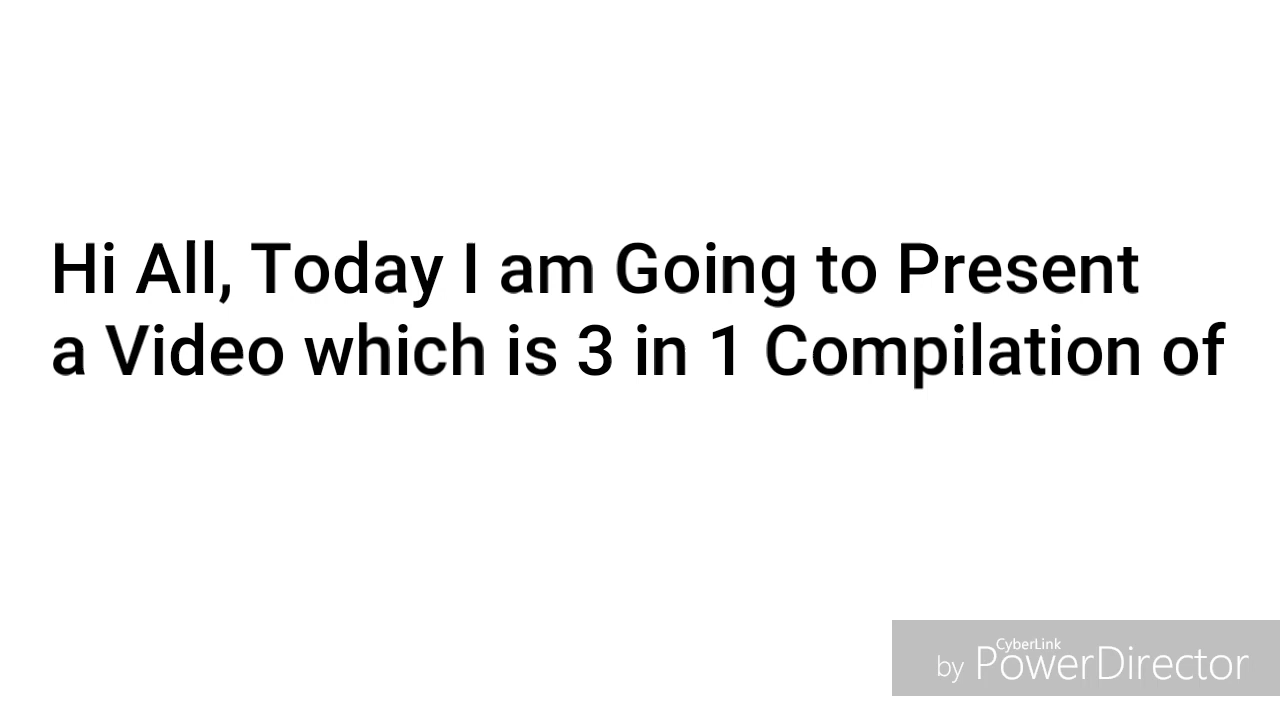 Hi All, Today I am Going to Present
a Video which is 3 in 1 Compilation of
CyberLink
by PowerDirector